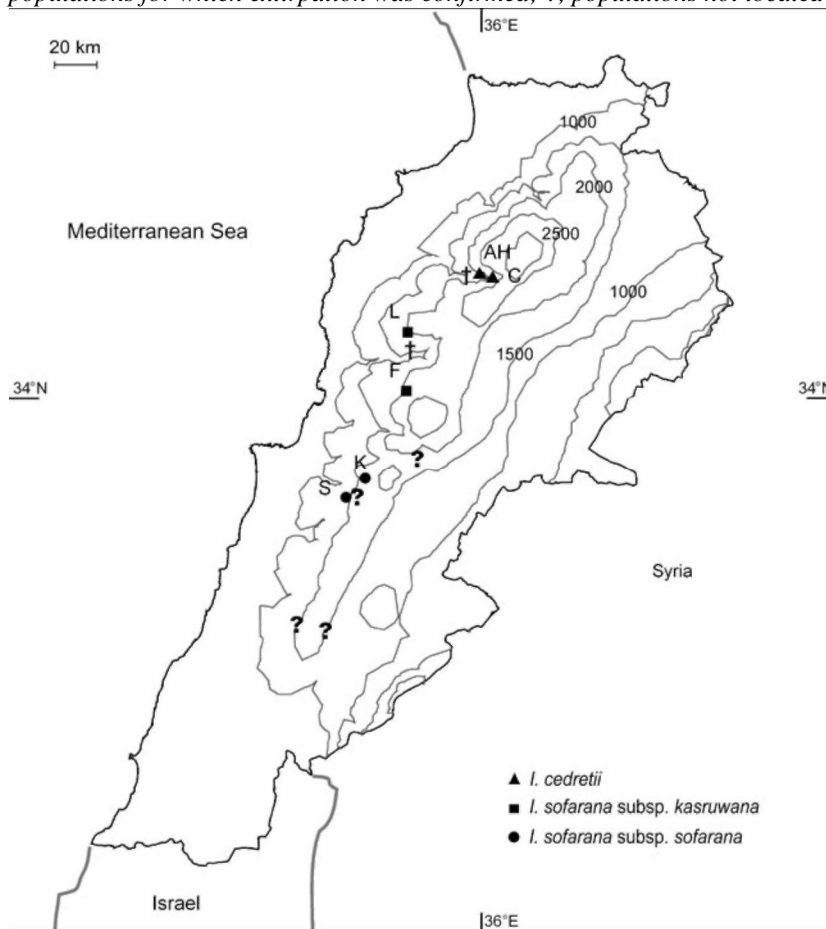 populations for which extirpation was confirmed; ?, populations not located
36°E
20 km
1000
2000
Mediterranean Sea
2500
AH
† C
1000
L
†
1500
F
34°N
34°N
?
K
S
?
Syria
? ?
▲ I. cedretii
■ I. sofarana subsp. kasruwana
● I. sofarana subsp. sofarana
Israel
36°E